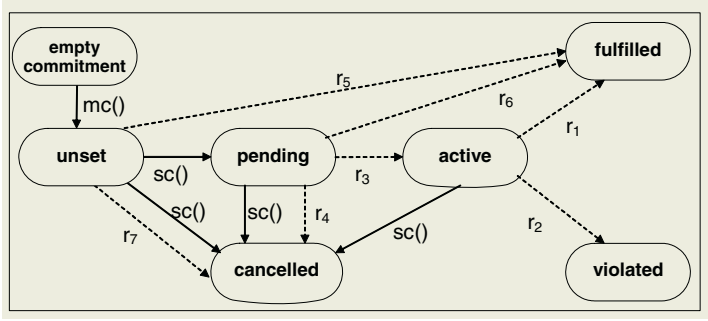 empty
commitment
fulfilled
r5
mc()
r6
r1
unset
pending
active
sc()
r3
sc()
sc()
r4
r2
r7
sc()
cancelled
violated